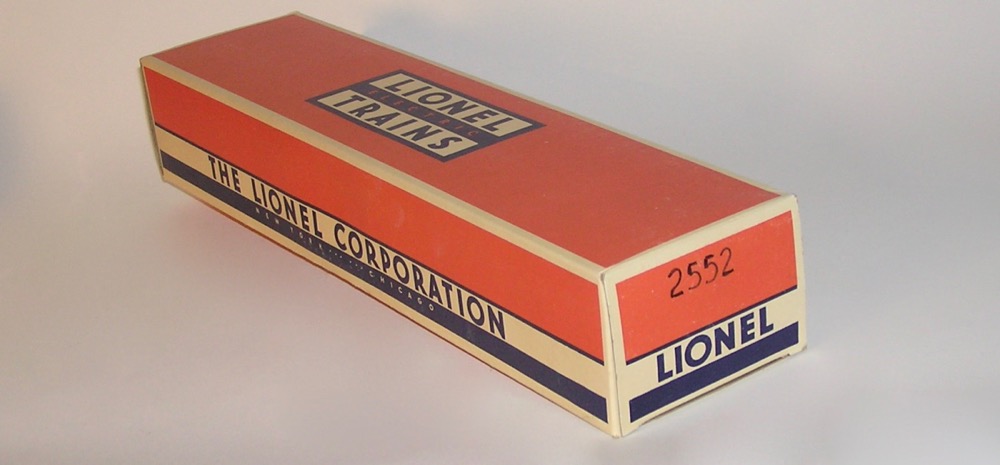 LIONEL
ELECTRIC
TRAINS
THE LIONEL CORPORATION
NEW YORK CHICAGO
2552
LIONEL